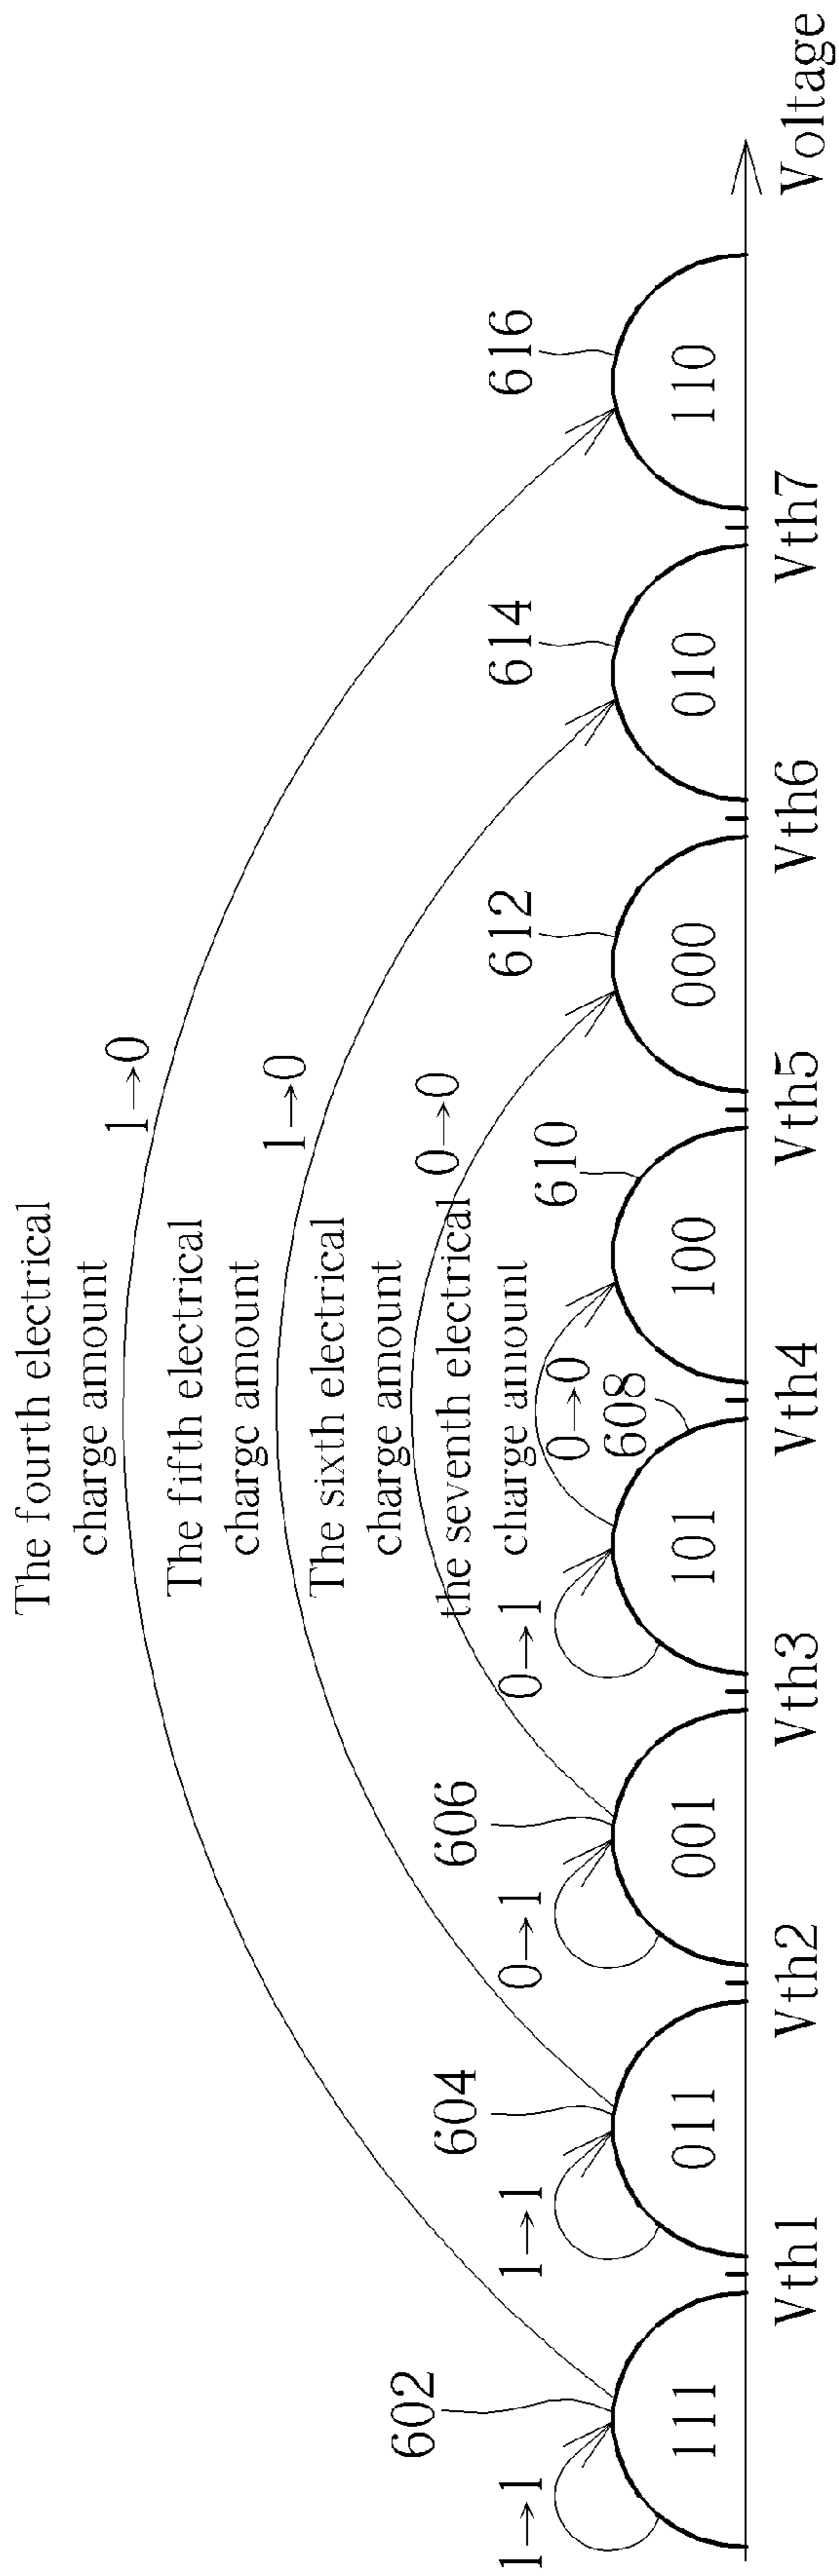 The fourth electrical
charge amount
1→0
The fifth electrical
chargc amount
1→0
The sixth electrical
charge amount
0→0
the seventh electrical
charge amount
0→0
602
604
606
608
610
612
614
616
1→1
1→1
0→1
0→1
111
011
001
101
100
000
010
110
Vth1
Vth2
Vth3
Vth4
Vth5
Vth6
Vth7
Voltage